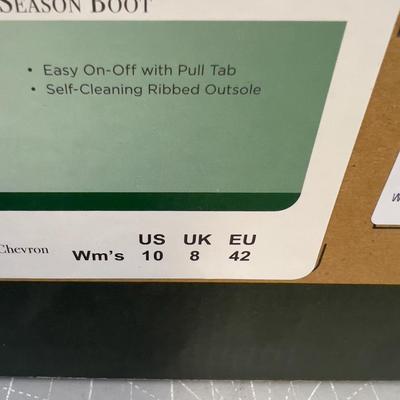 SEASON BOOT
• Easy On-Off with Pull Tab
• Self-Cleaning Ribbed Outsole
US UK EU
Chevron Wm's 10 8 42